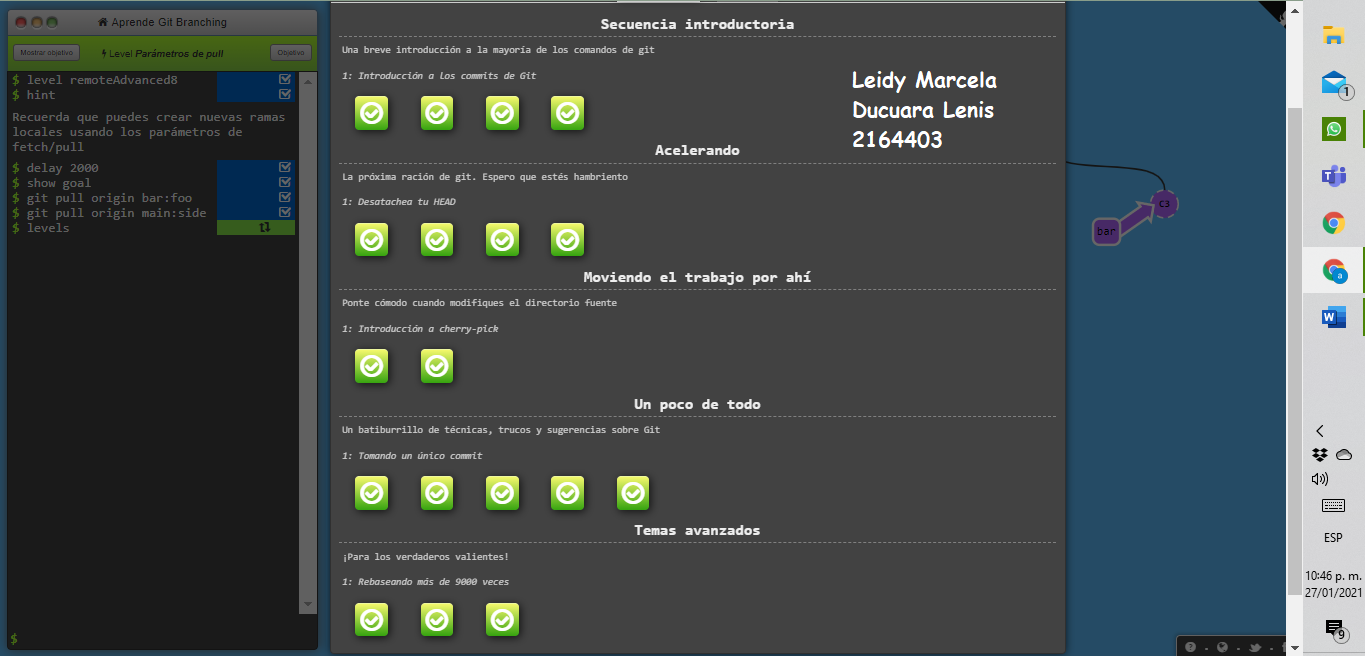 Aprende Git Branching
Mostrar objetivo
Level Parámetros de pull
Objetivo
$ level remoteAdvanced8
$ hint
Recuerda que puedes crear nuevas ramas
locales usando los parámetros de
fetch/pull
$ delay 2000
$ show goal
$ git pull origin bar:foo
$ git pull origin main:side
$ levels
$
Secuencia introductoria
Una breve introducción a la mayoría de los comandos de git
1: Introducción a los commits de Git
Leidy Marcela
Ducuara Lenis
2164403
Acelerando
La próxima ración de git. Espero que estés hambriento
1: Desatachea tu HEAD
Moviendo el trabajo por ahí
Ponte cómodo cuando modifiques el directorio fuente
1: Introducción a cherry-pick
Un poco de todo
Un batiburrillo de técnicas, trucos y sugerencias sobre Git
1: Tomando un único commit
Temas avanzados
¡Para los verdaderos valientes!
1: Rebaseando más de 9000 veces
c3
bar
1
ESP
10:46 p. m.
27/01/2021
9